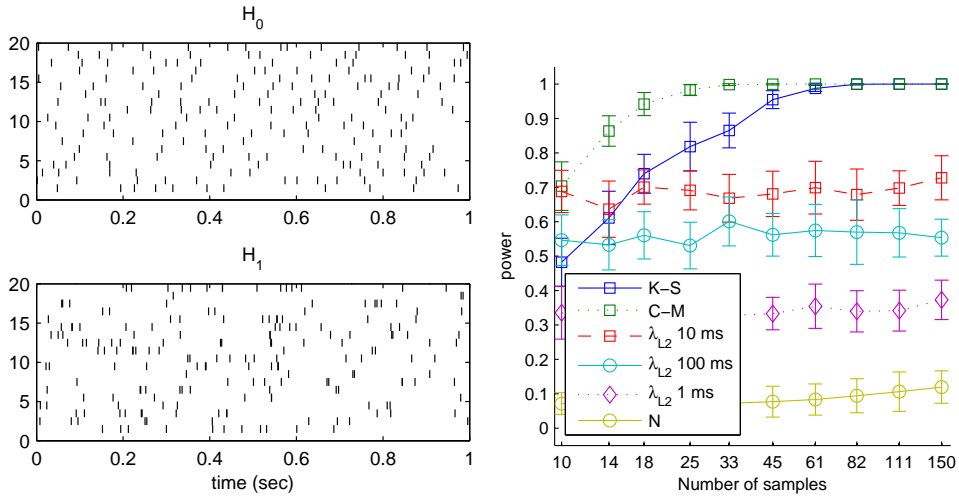 H0
20
15
10
5
0
0 0.2 0.4 0.6 0.8 1
H1
20
15
10
5
0
0 0.2 0.4 0.6 0.8 1
time (sec)
power
1
0.9
0.8
0.7
0.6
0.5
0.4
0.3
0.2
0.1
0
K−S
C−M
λL2 10 ms
λL2 100 ms
λL2 1 ms
N
10 14 18 25 33 45 61 82 111 150
Number of samples